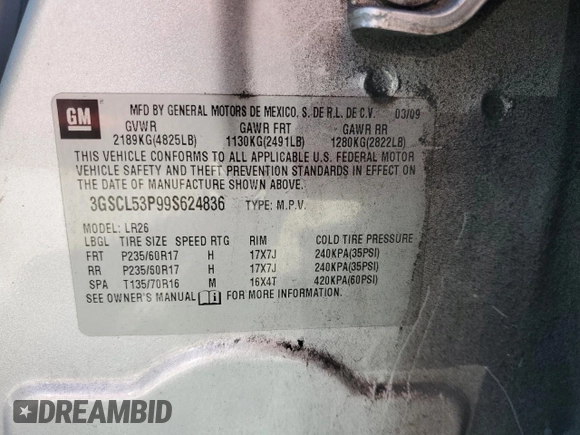 GM
MFD BY GENERAL MOTORS DE MEXICO. S. DE R.L. DE C.V. 03/09
GVWR GAWR FRT GAWR RR
2189KG(4825LB) 1130KG(2491LB) 1280KG(2822LB)
THIS VEHICLE CONFORMS TO ALL APPLICABLE U.S. FEDERAL MOTOR
VEHICLE SAFETY AND THEFT PREVENTION STANDARDS IN EFFECT ON THE
DATE OF MANUFACTURE SHOWN ABOVE.
3GSCL53P99S624836 TYPE: M.P.V.
MODEL: LR26
LBGL TIRE SIZE SPEED RTG RIM COLD TIRE PRESSURE
FRT P235/60R17 H 17X7J 240KPA(35PSI)
RR P235/60R17 H 17X7J 240KPA(35PSI)
SPA T135/70R16 M 16X4T 420KPA(60PSI)
SEE OWNER'S MANUAL FOR MORE INFORMATION.
DREAMBID